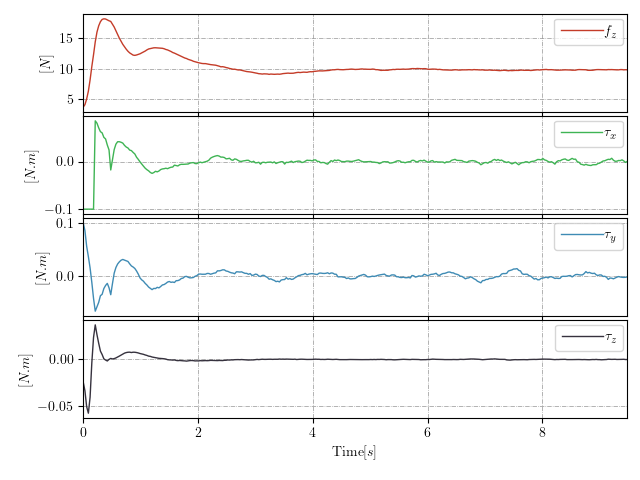 f_z
15
10
5
[N]
τ_x
0.0
−0.1
[N.m]
τ_y
0.1
0.0
[N.m]
τ_z
0.00
−0.05
[N.m]
0 2 4 6 8
Time[s]